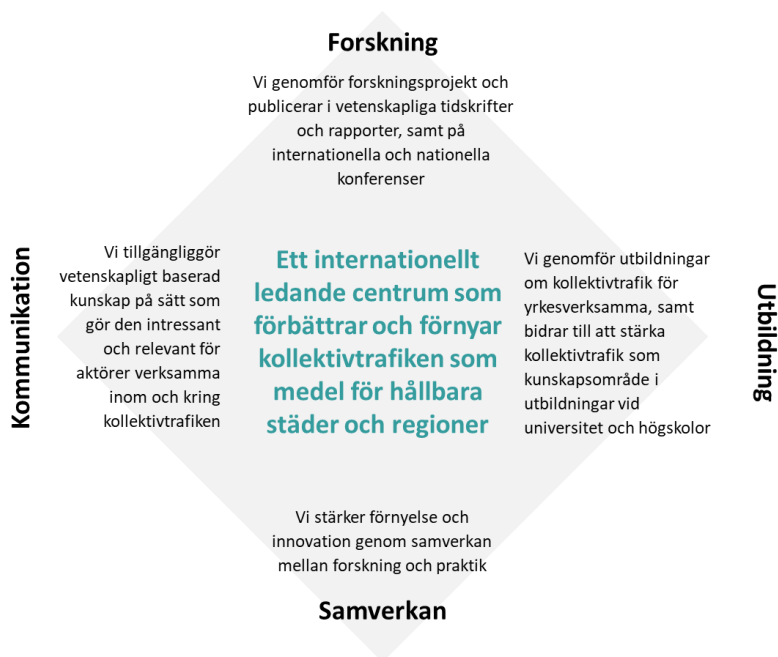 Forskning
Vi genomför forskningsprojekt och
publicerar i vetenskapliga tidskrifter
och rapporter, samt på
internationella och nationella
konferenser
Kommunikation
Vi tillgängliggör
vetenskapligt baserad
kunskap på sätt som
gör den intressant
och relevant för
aktörer verksamma
inom och kring
kollektivtrafiken
Ett internationellt
ledande centrum som
förbättrar och förnyar
kollektivtrafiken som
medel för hållbara
städer och regioner
Vi genomför utbildningar
om kollektivtrafik för
yrkesverksamma, samt
bidrar till att stärka
kollektivtrafik som
kunskapsområde i
utbildningar vid
universitet och högskolor
Utbildning
Vi stärker förnyelse och
innovation genom samverkan
mellan forskning och praktik
Samverkan